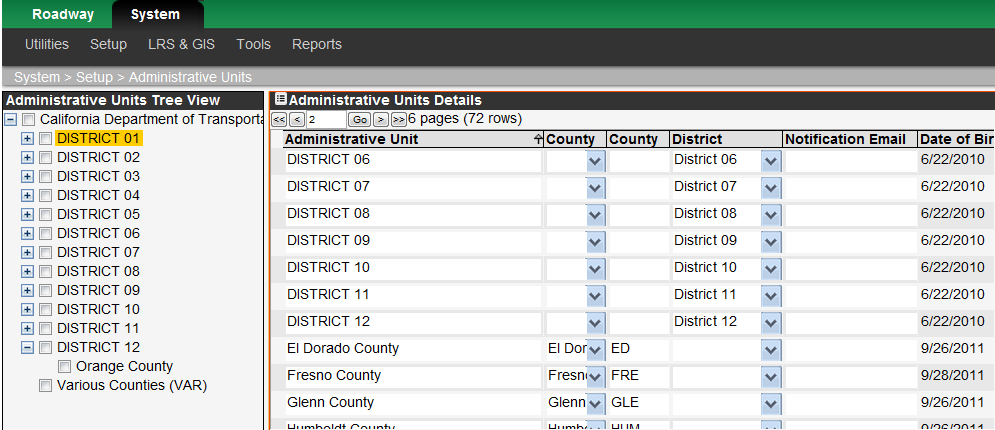 Roadway System
Utilities Setup LRS & GIS Tools Reports
System > Setup > Administrative Units
Administrative Units Tree View
California Department of Transporta
DISTRICT 01
DISTRICT 02
DISTRICT 03
DISTRICT 04
DISTRICT 05
DISTRICT 06
DISTRICT 07
DISTRICT 08
DISTRICT 09
DISTRICT 10
DISTRICT 11
DISTRICT 12
Orange County
Various Counties (VAR)
Administrative Units Details
<< < 2 Go > >> 6 pages (72 rows)
Administrative Unit County County District Notification Email Date of Bir
DISTRICT 06 District 06 6/22/2010
DISTRICT 07 District 07 6/22/2010
DISTRICT 08 District 08 6/22/2010
DISTRICT 09 District 09 6/22/2010
DISTRICT 10 District 10 6/22/2010
DISTRICT 11 District 11 6/22/2010
DISTRICT 12 District 12 6/22/2010
El Dorado County El Dor ED 9/26/2011
Fresno County Fresn FRE 9/28/2011
Glenn County Glenn GLE 9/26/2011
Humboldt County Humb HUM 9/26/2011